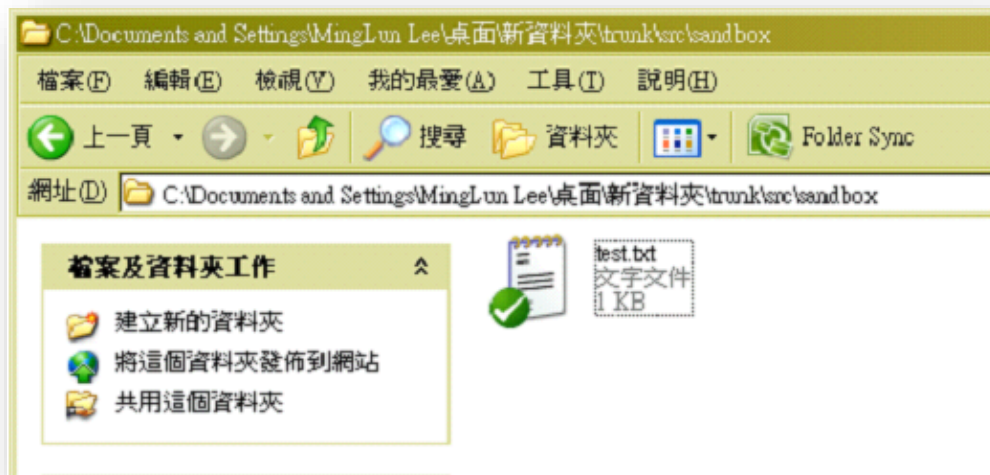 C:\Documents and Settings\MingLun Lee\桌面\新資料夾\trunk\src\sandbox
檔案(F) 編輯(E) 檢視(V) 我的最愛(A) 工具(T) 說明(H)
上一頁 搜尋 資料夾 Folder Sync
網址(D) C:\Documents and Settings\MingLun Lee\桌面\新資料夾\trunk\src\sandbox
檔案及資料夾工作
建立新的資料夾
將這個資料夾發佈到網站
共用這個資料夾
test.txt
文字文件
1 KB